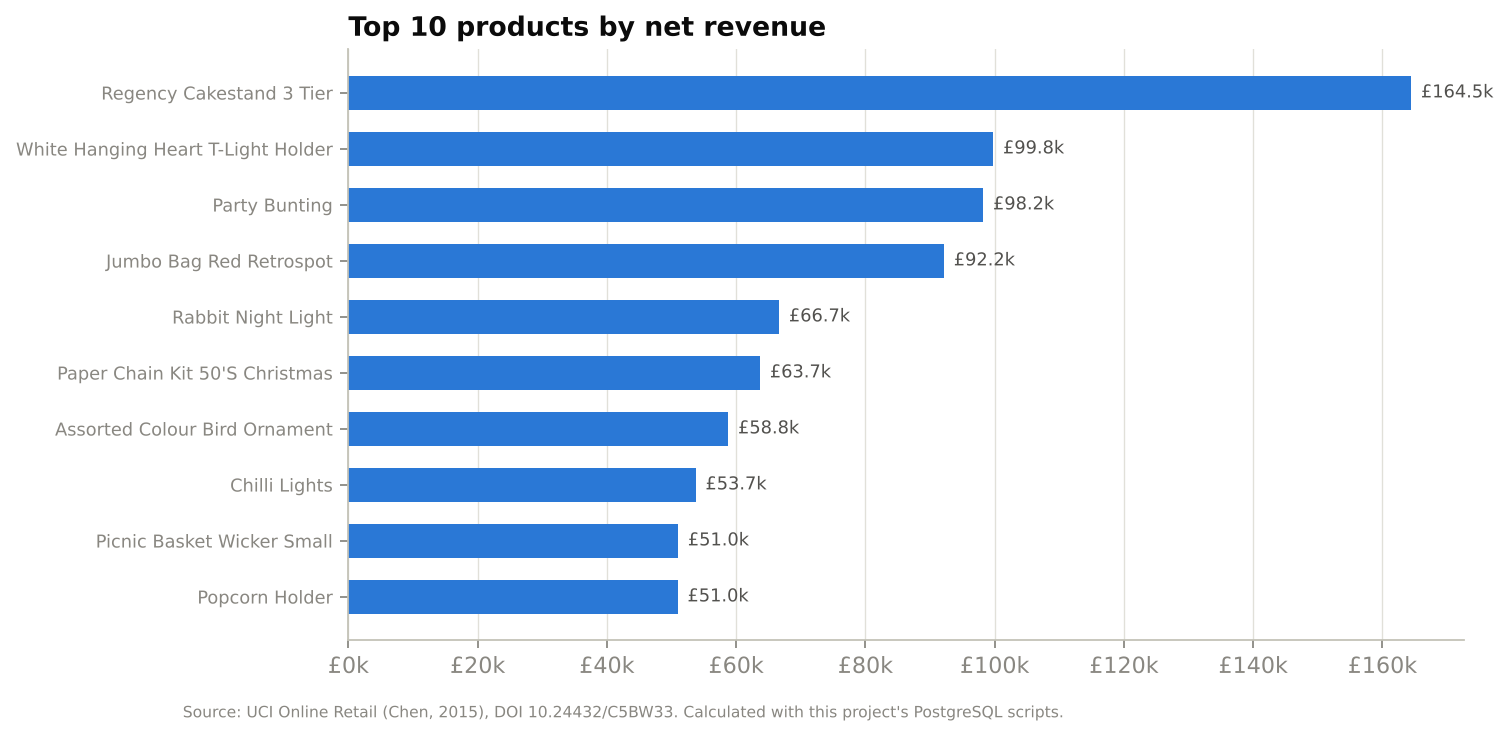 Top 10 products by net revenue
Regency Cakestand 3 Tier £164.5k
White Hanging Heart T-Light Holder £99.8k
Party Bunting £98.2k
Jumbo Bag Red Retrospot £92.2k
Rabbit Night Light £66.7k
Paper Chain Kit 50'S Christmas £63.7k
Assorted Colour Bird Ornament £58.8k
Chilli Lights £53.7k
Picnic Basket Wicker Small £51.0k
Popcorn Holder £51.0k
£0k £20k £40k £60k £80k £100k £120k £140k £160k
Source: UCI Online Retail (Chen, 2015), DOI 10.24432/C5BW33. Calculated with this project's PostgreSQL scripts.